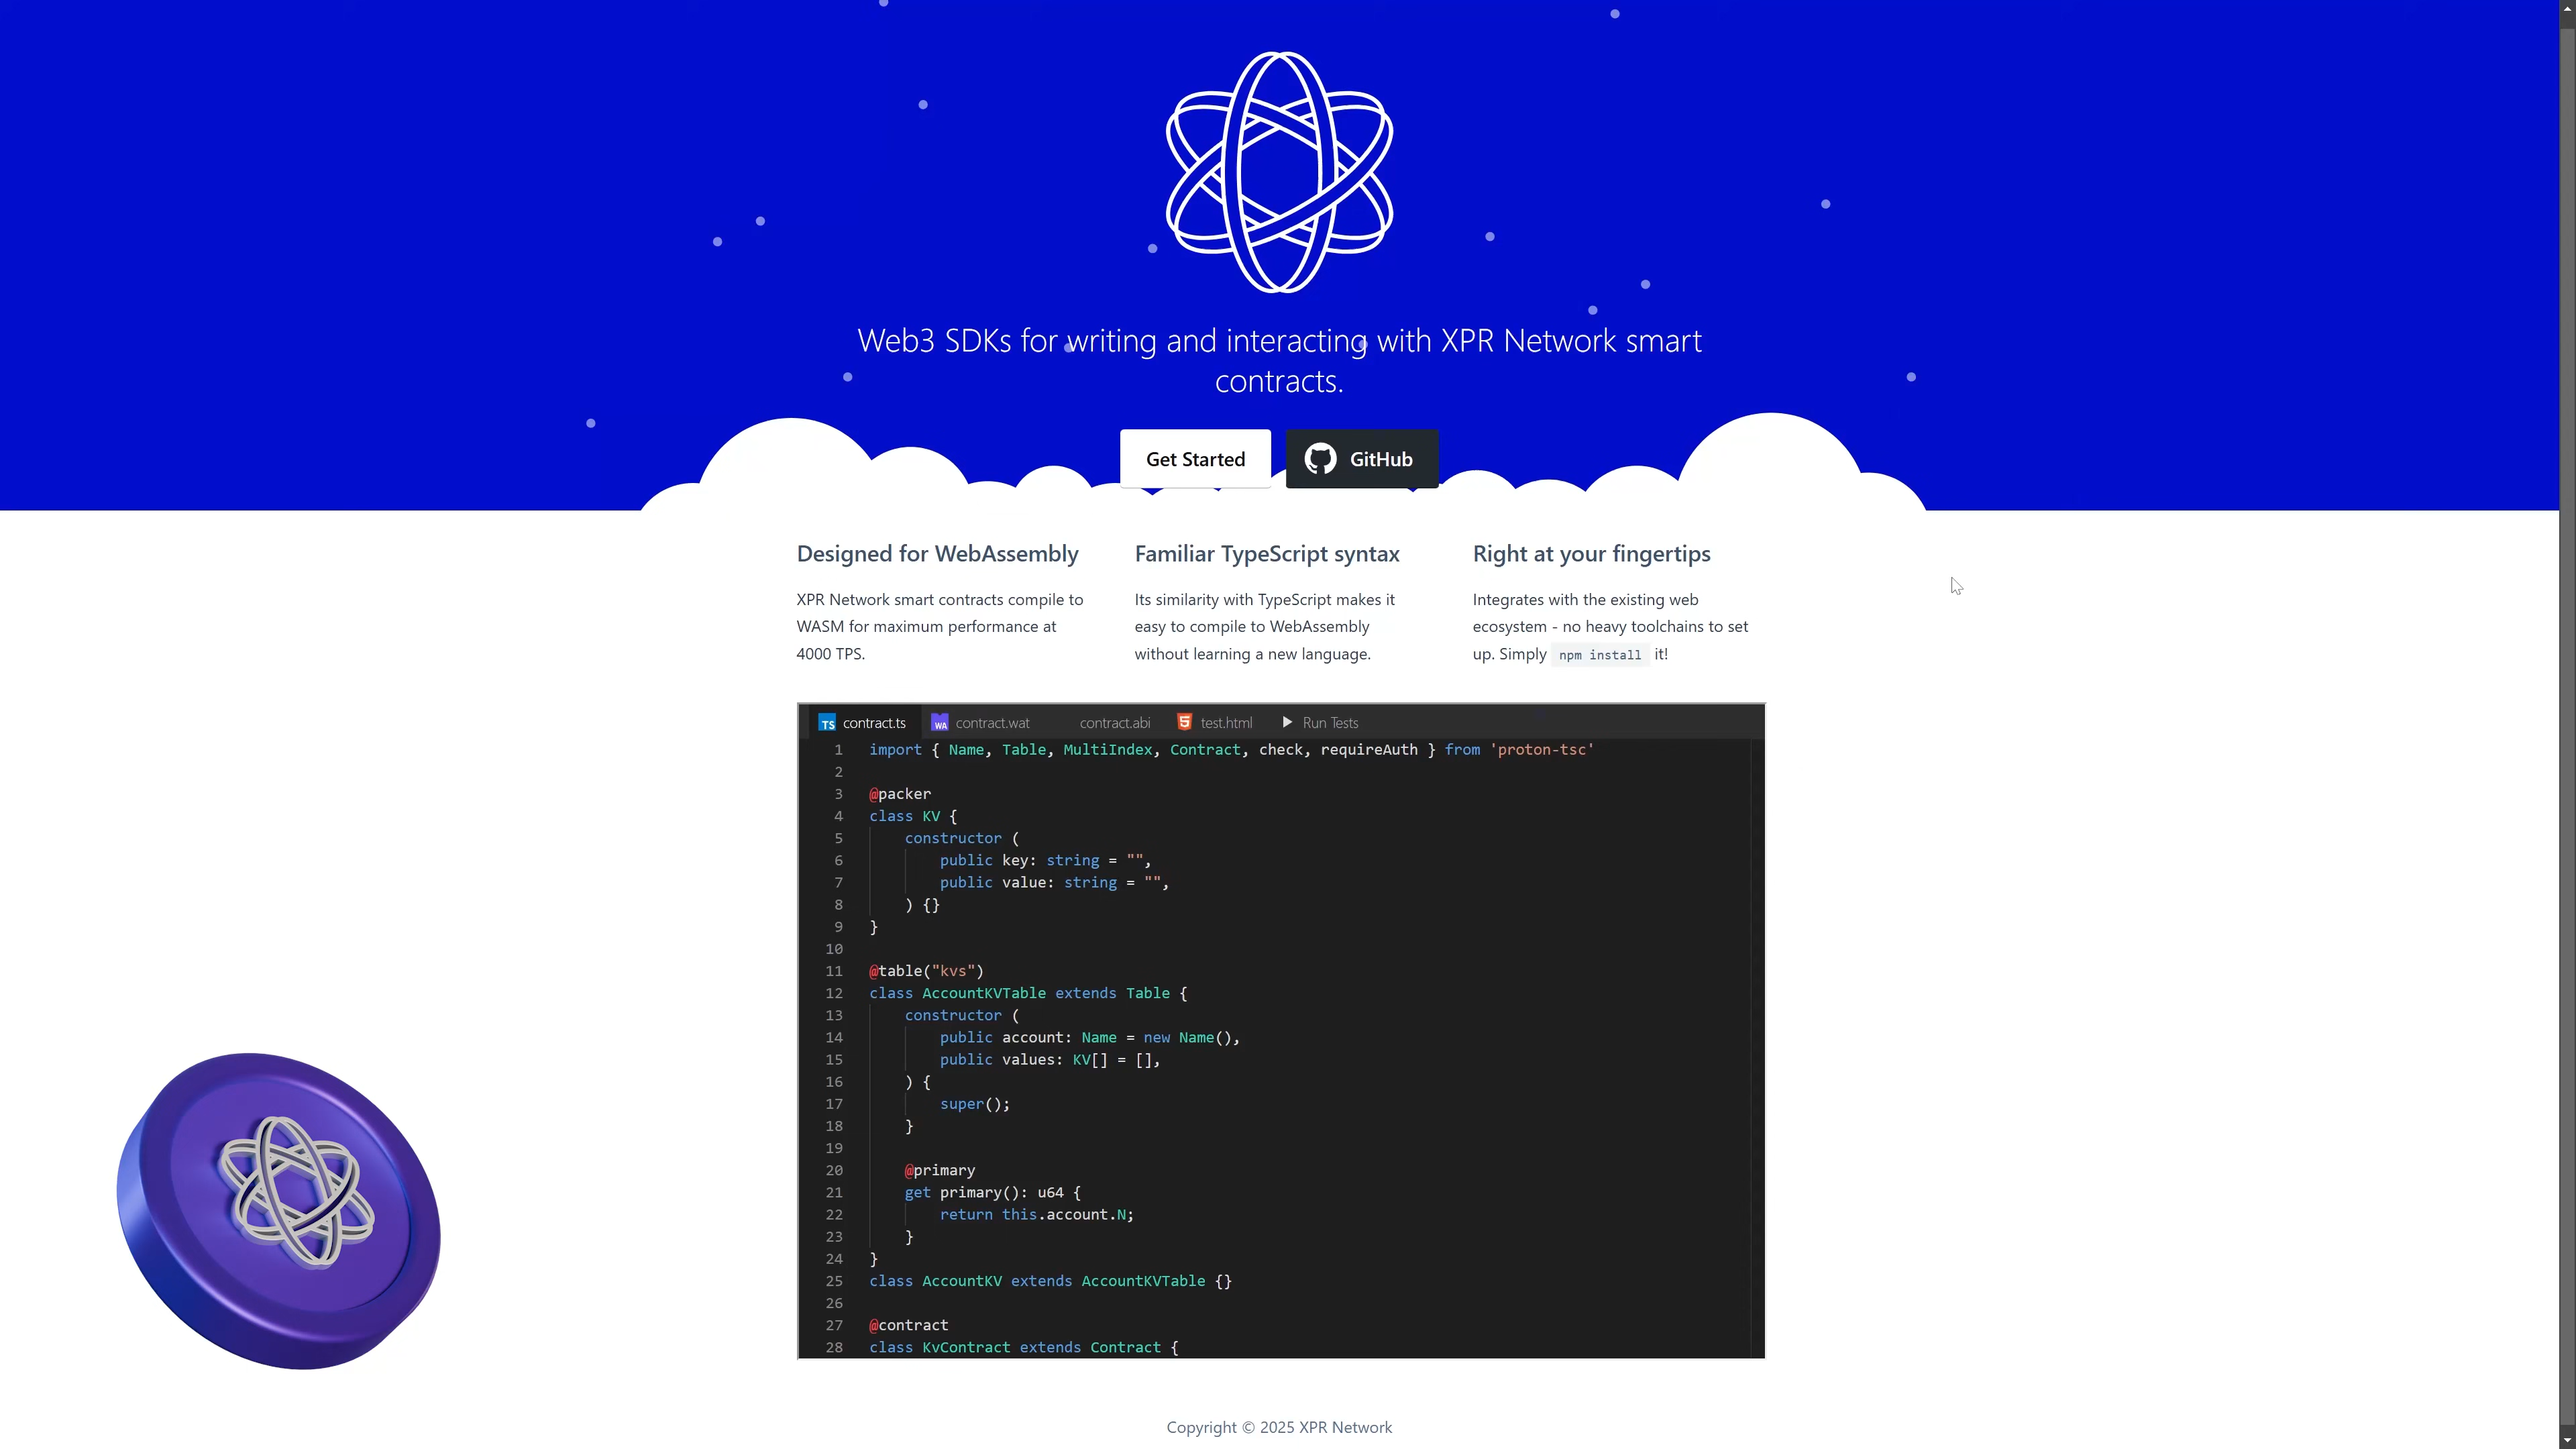 Web3 SDKs for writing and interacting with XPR Network smart
contracts.
Get Started
GitHub
Designed for WebAssembly
XPR Network smart contracts compile to
WASM for maximum performance at
4000 TPS.
Familiar TypeScript syntax
Its similarity with TypeScript makes it
easy to compile to WebAssembly
without learning a new language.
Right at your fingertips
Integrates with the existing web
ecosystem - no heavy toolchains to set
up. Simply npm install it!
TS contract.ts WA contract.wat contract.abi 5 test.html Run Tests
1 import { Name, Table, MultiIndex, Contract, check, requireAuth } from 'proton-tsc'
2
3 @packer
4 class KV {
5 constructor (
6 public key: string = "",
7 public value: string = "",
8 ) {}
9 }
10
11 @table("kvs")
12 class AccountKVTable extends Table {
13 constructor (
14 public account: Name = new Name(),
15 public values: KV[] = [],
16 ) {
17 super();
18 }
19
20 @primary
21 get primary(): u64 {
22 return this.account.N;
23 }
24 }
25 class AccountKV extends AccountKVTable {}
26
27 @contract
28 class KvContract extends Contract {
Copyright © 2025 XPR Network